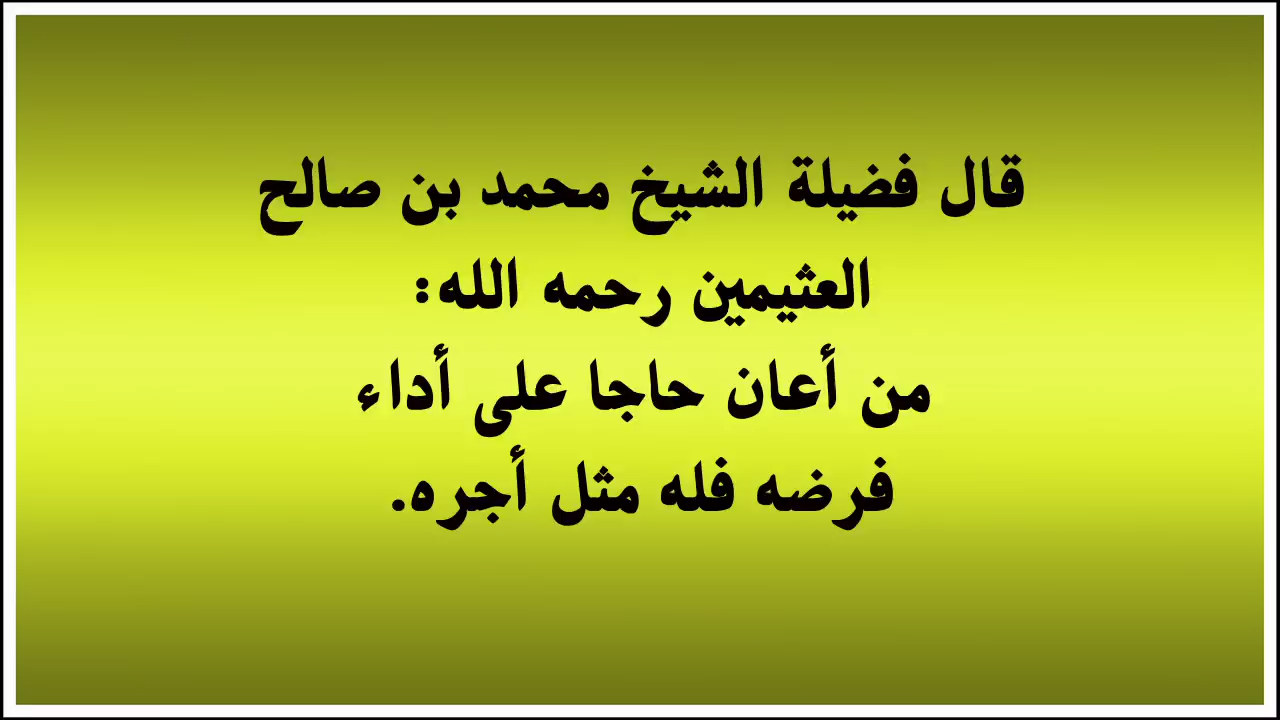 قال فضيلة الشيخ محمد بن صالح
العثيمين رحمه الله:
من أعان حاجا على أداء
فرضه فله مثل أجره.